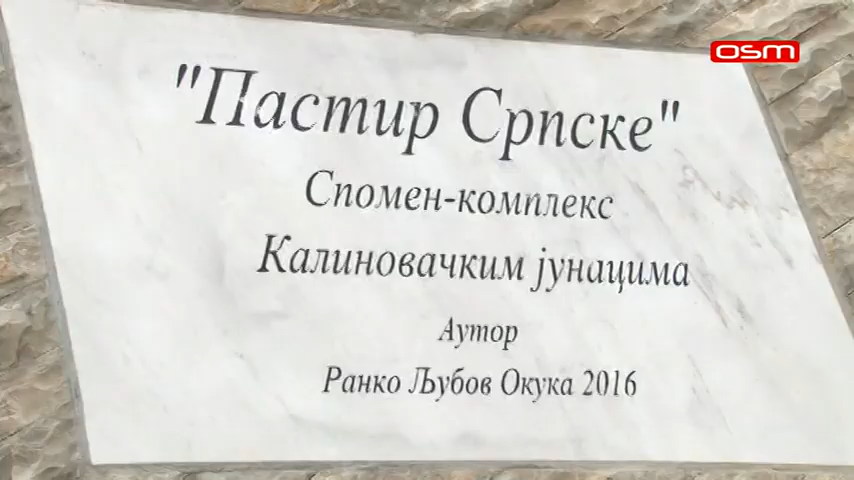 OSM
"Пастир Српске"
Спомен-комплекс
Калиновачким јунацима
Аутор
Ранко Љубов Окука 2016